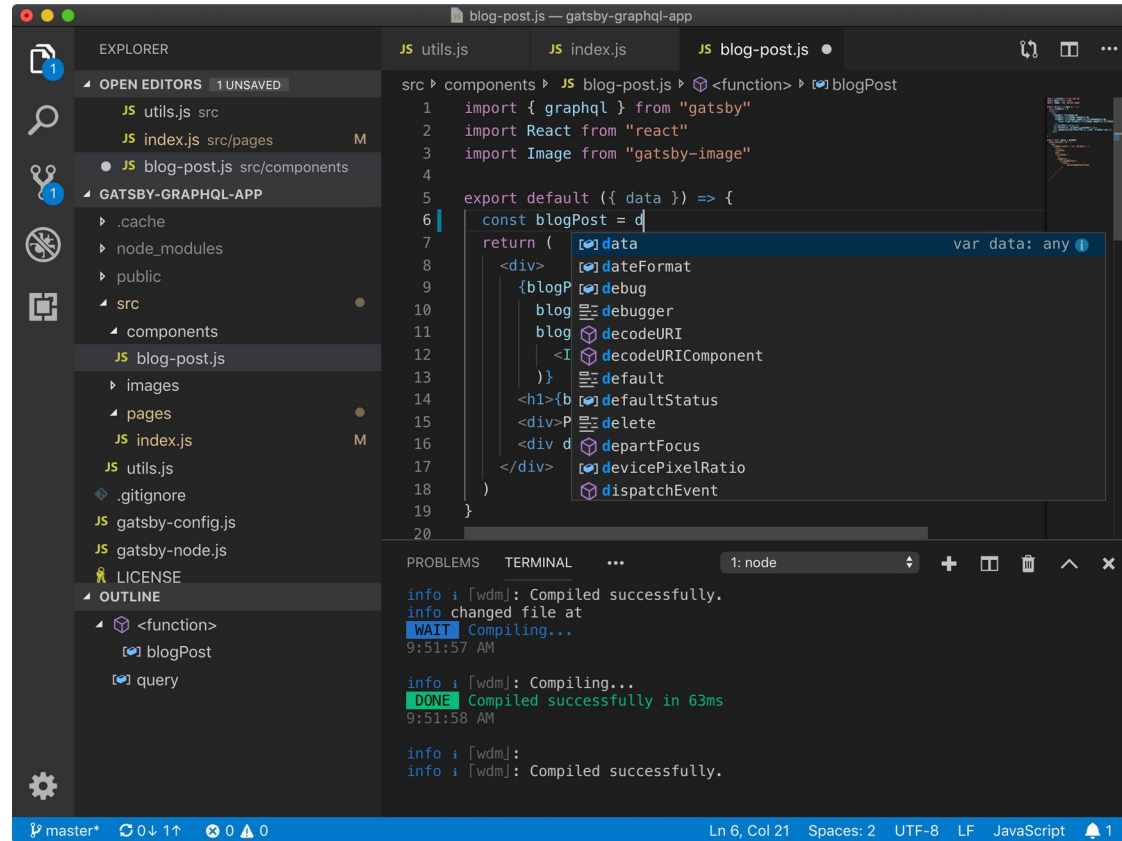 blog-post.js — gatsby-graphql-app
1
1
EXPLORER
OPEN EDITORS 1 UNSAVED
JS utils.js src
JS index.js src/pages M
JS blog-post.js src/components
GATSBY-GRAPHQL-APP
.cache
node_modules
public
src
components
JS blog-post.js
images
pages
JS index.js M
JS utils.js
.gitignore
JS gatsby-config.js
JS gatsby-node.js
LICENSE
OUTLINE
<function>
blogPost
query
JS utils.js JS index.js JS blog-post.js
src components JS blog-post.js <function> blogPost
1 import { graphql } from "gatsby"
2 import React from "react"
3 import Image from "gatsby-image"
4
5 export default ({ data }) => {
6 const blogPost = d
7 return (
8 <div>
9 {blogP
10 blog
11 blog
12 <I
13 )}
14 <h1>{b
15 <div>P
16 <div d
17 </div>
18 )
19 }
20
data var data: any
dateFormat
debug
debugger
decodeURI
decodeURIComponent
default
defaultStatus
delete
departFocus
devicePixelRatio
dispatchEvent
PROBLEMS TERMINAL ••• 1: node
info i ｢wdm｣: Compiled successfully.
info changed file at
WAIT Compiling...
9:51:57 AM
info i ｢wdm｣: Compiling...
DONE Compiled successfully in 63ms
9:51:58 AM
info i ｢wdm｣:
info i ｢wdm｣: Compiled successfully.
master* 0↓ 1↑ 0 0 Ln 6, Col 21 Spaces: 2 UTF-8 LF JavaScript 1